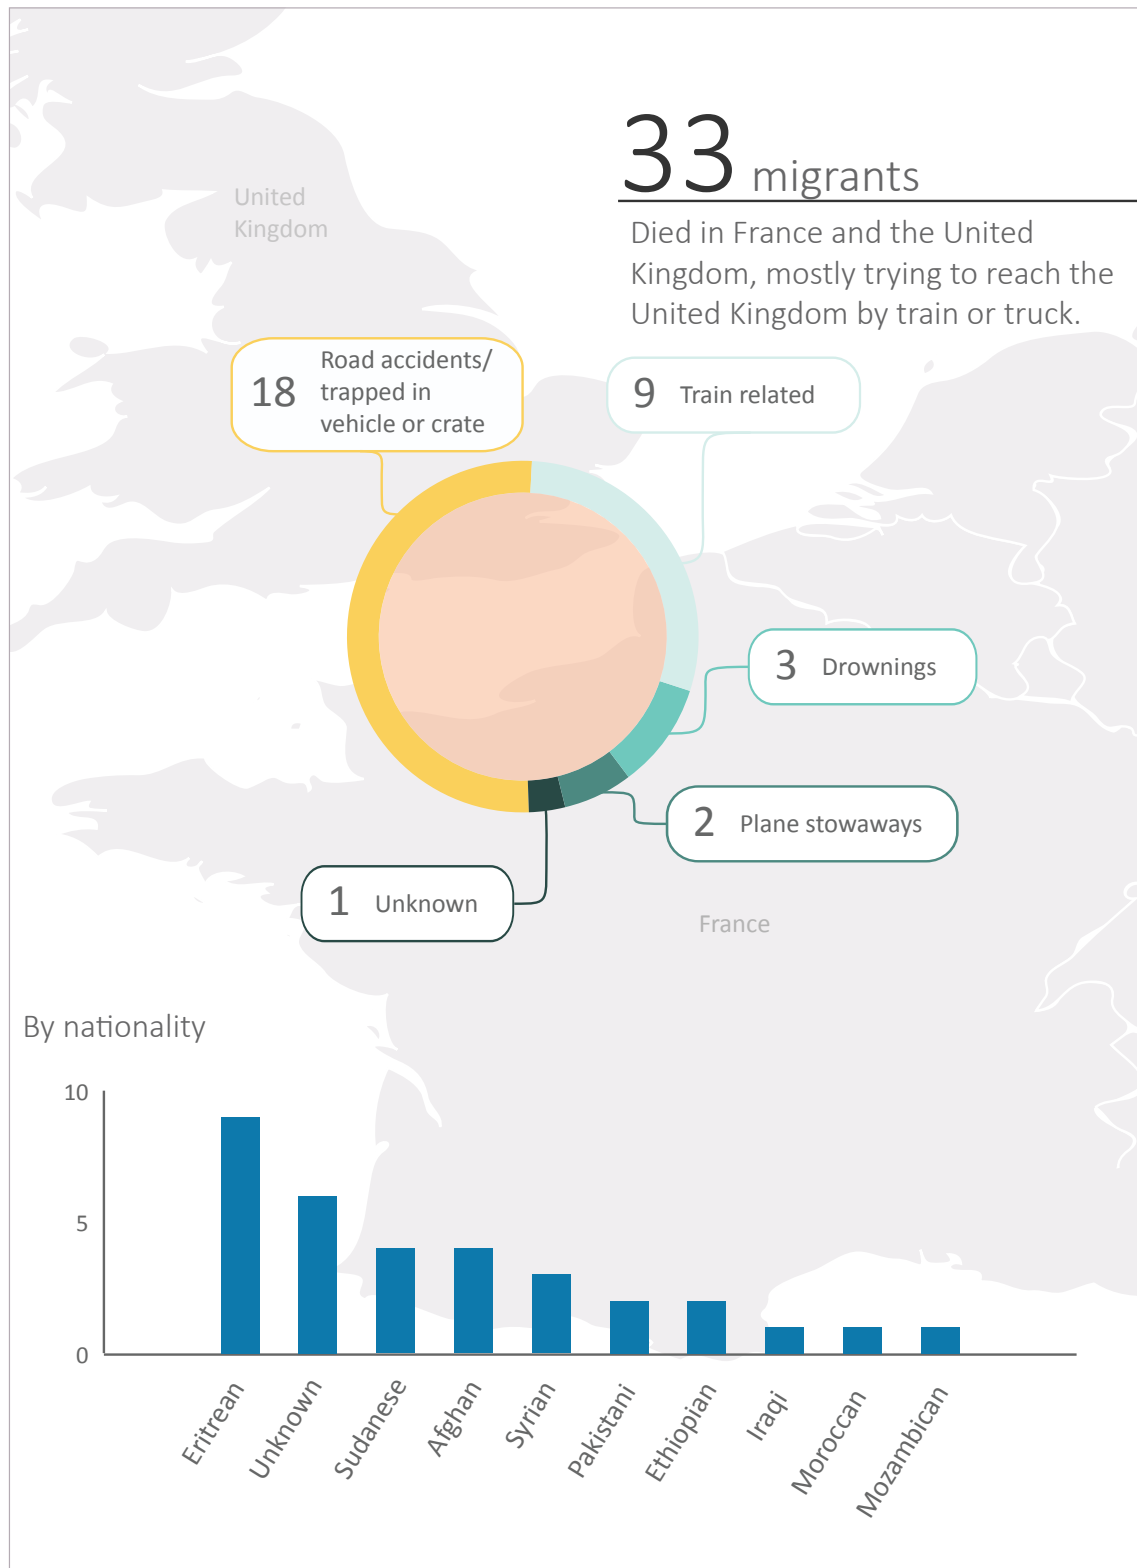 33 migrants
Died in France and the United
Kingdom, mostly trying to reach the
United Kingdom by train or truck.
United
Kingdom
18 Road accidents/
trapped in
vehicle or crate
9 Train related
3 Drownings
2 Plane stowaways
1 Unknown
France
By nationality
10
5
0
Eritrean
Unknown
Sudanese
Afghan
Syrian
Pakistani
Ethiopian
Iraqi
Moroccan
Mozambican